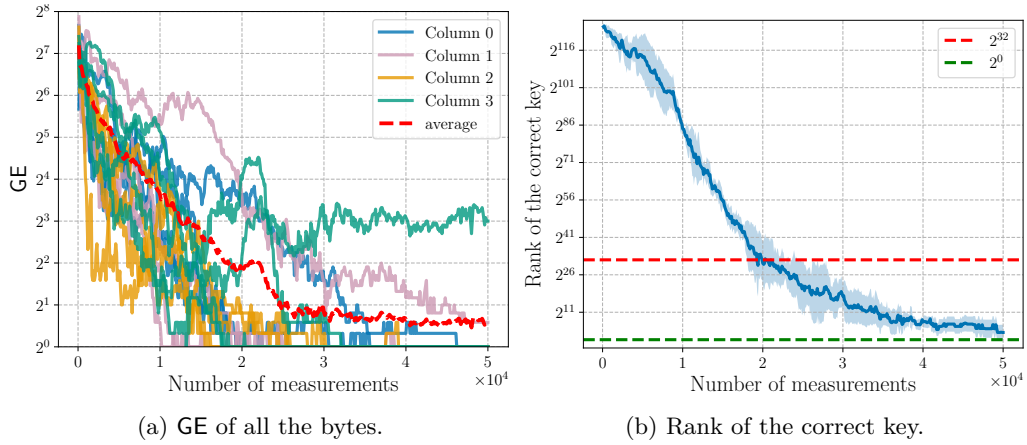 2^8
2^7
2^6
2^5
2^4
2^3
2^2
2^1
2^0
GE
Column 0
Column 1
Column 2
Column 3
average
0 1 2 3 4 5
×10^4
Number of measurements
(a) GE of all the bytes.
2^116
2^101
2^86
2^71
2^56
2^41
2^26
2^11
Rank of the correct key
2^32
2^0
0 1 2 3 4 5
×10^4
Number of measurements
(b) Rank of the correct key.